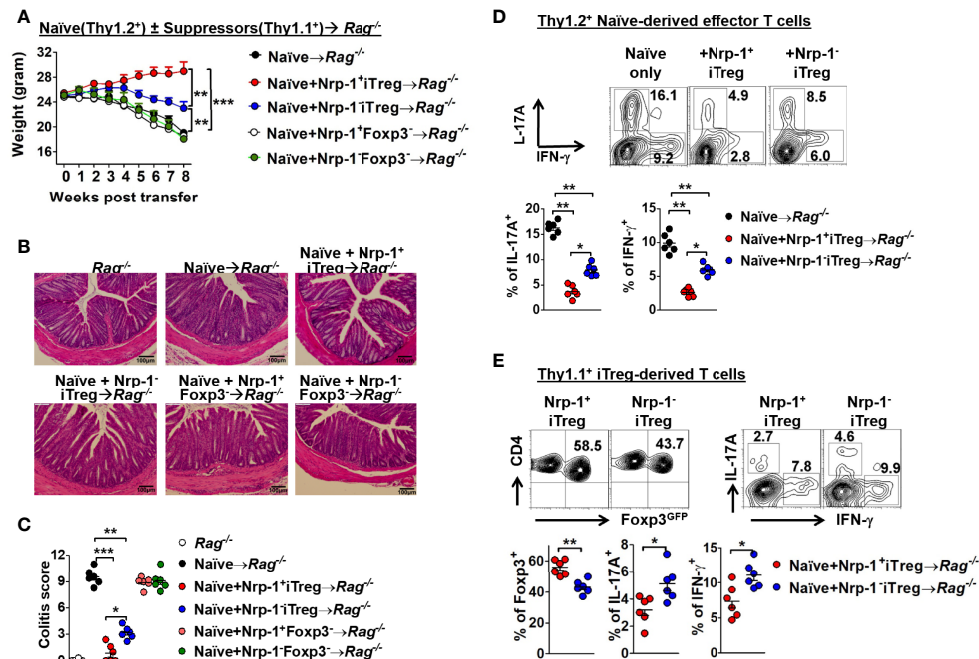 A
Naïve(Thy1.2⁺) ± Suppressors(Thy1.1⁺)→ Rag⁻/⁻
Weight (gram)
32
28
24
20
16
0 1 2 3 4 5 6 7 8
Weeks post transfer
**
**
***
Naïve→Rag⁻/⁻
Naïve+Nrp-1⁺iTreg→Rag⁻/⁻
Naïve+Nrp-1⁻iTreg→Rag⁻/⁻
Naïve+Nrp-1⁺Foxp3⁻→Rag⁻/⁻
Naïve+Nrp-1⁻Foxp3⁻→Rag⁻/⁻
B
Rag⁻/⁻
Naïve→Rag⁻/⁻
Naïve + Nrp-1⁺
iTreg→Rag⁻/⁻
100μm
100μm
100μm
Naïve + Nrp-1⁻
iTreg→Rag⁻/⁻
Naïve + Nrp-1⁺
Foxp3⁻→Rag⁻/⁻
Naïve + Nrp-1⁻
Foxp3⁻→Rag⁻/⁻
100μm
100μm
100μm
C
Colitis score
12
9
6
3
0
**
***
*
Rag⁻/⁻
Naïve→Rag⁻/⁻
Naïve+Nrp-1⁺iTreg→Rag⁻/⁻
Naïve+Nrp-1⁻iTreg→Rag⁻/⁻
Naïve+Nrp-1⁺Foxp3⁻→Rag⁻/⁻
Naïve+Nrp-1⁻Foxp3⁻→Rag⁻/⁻
D
Thy1.2⁺ Naïve-derived effector T cells
Naïve
only
+Nrp-1⁺
iTreg
+Nrp-1⁻
iTreg
IL-17A
IFN-γ
16.1
9.2
4.9
2.8
8.5
6.0
% of IL-17A⁺
20
15
10
5
0
**
**
*
% of IFN-γ⁺
15
10
5
0
**
**
*
Naïve→Rag⁻/⁻
Naïve+Nrp-1⁺iTreg→Rag⁻/⁻
Naïve+Nrp-1⁻iTreg→Rag⁻/⁻
E
Thy1.1⁺ iTreg-derived T cells
Nrp-1⁺
iTreg
Nrp-1⁻
iTreg
CD4
58.5
43.7
Foxp3ᴳᶠᴾ
Nrp-1⁺
iTreg
Nrp-1⁻
iTreg
IL-17A
2.7
7.8
4.6
9.9
IFN-γ
% of Foxp3⁺
60
40
20
0
**
% of IL-17A⁺
8
6
4
2
0
*
% of IFN-γ⁺
15
10
5
0
*
Naïve+Nrp-1⁺iTreg→Rag⁻/⁻
Naïve+Nrp-1⁻iTreg→Rag⁻/⁻